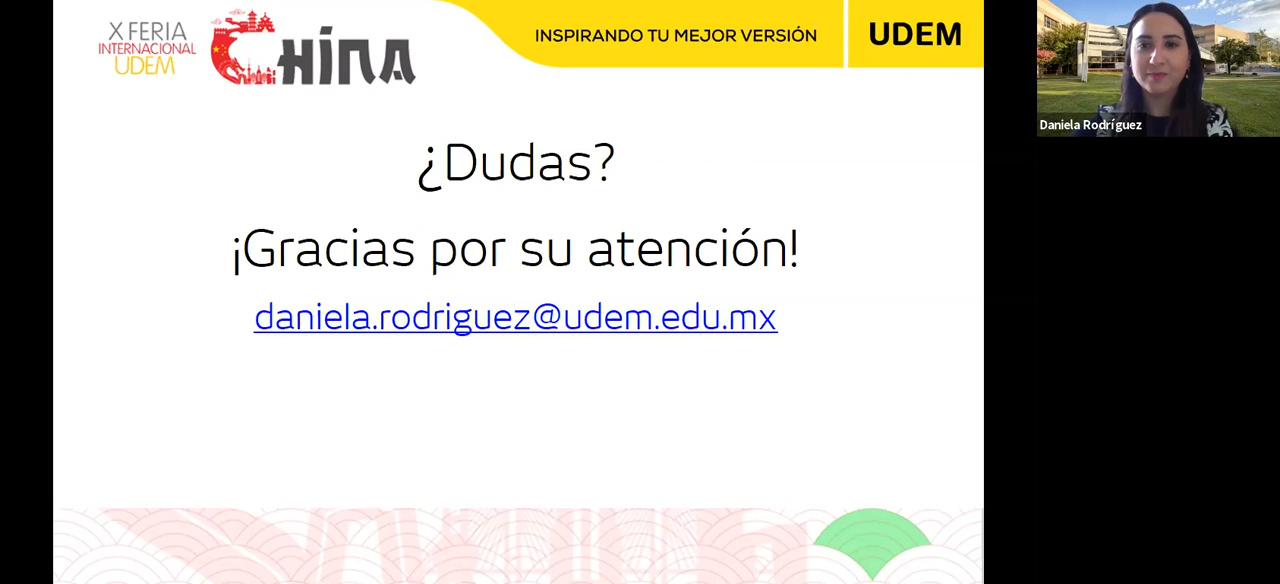 X FERIA
INTERNACIONAL
UDEM
CHINA
INSPIRANDO TU MEJOR VERSIÓN
UDEM
Daniela Rodríguez
¿Dudas?
¡Gracias por su atención!
daniela.rodriguez@udem.edu.mx